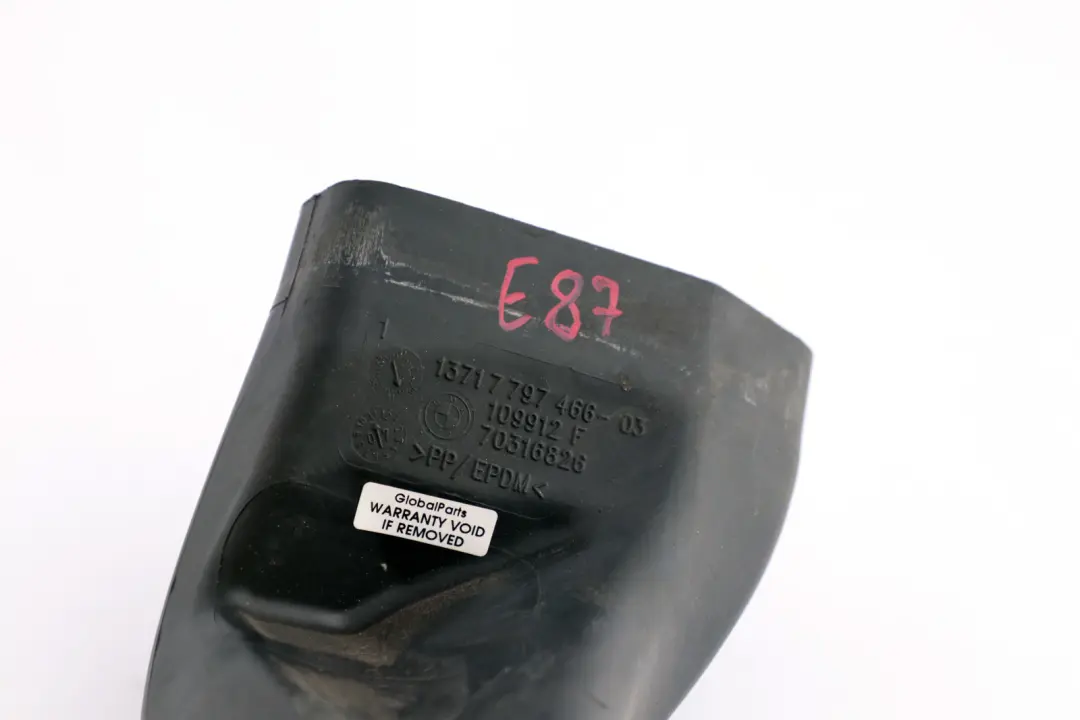 E87
1
13717 797 466-03
109912 F
70316826
>PP/EPDM<
GlobalParts
WARRANTY VOID
IF REMOVED